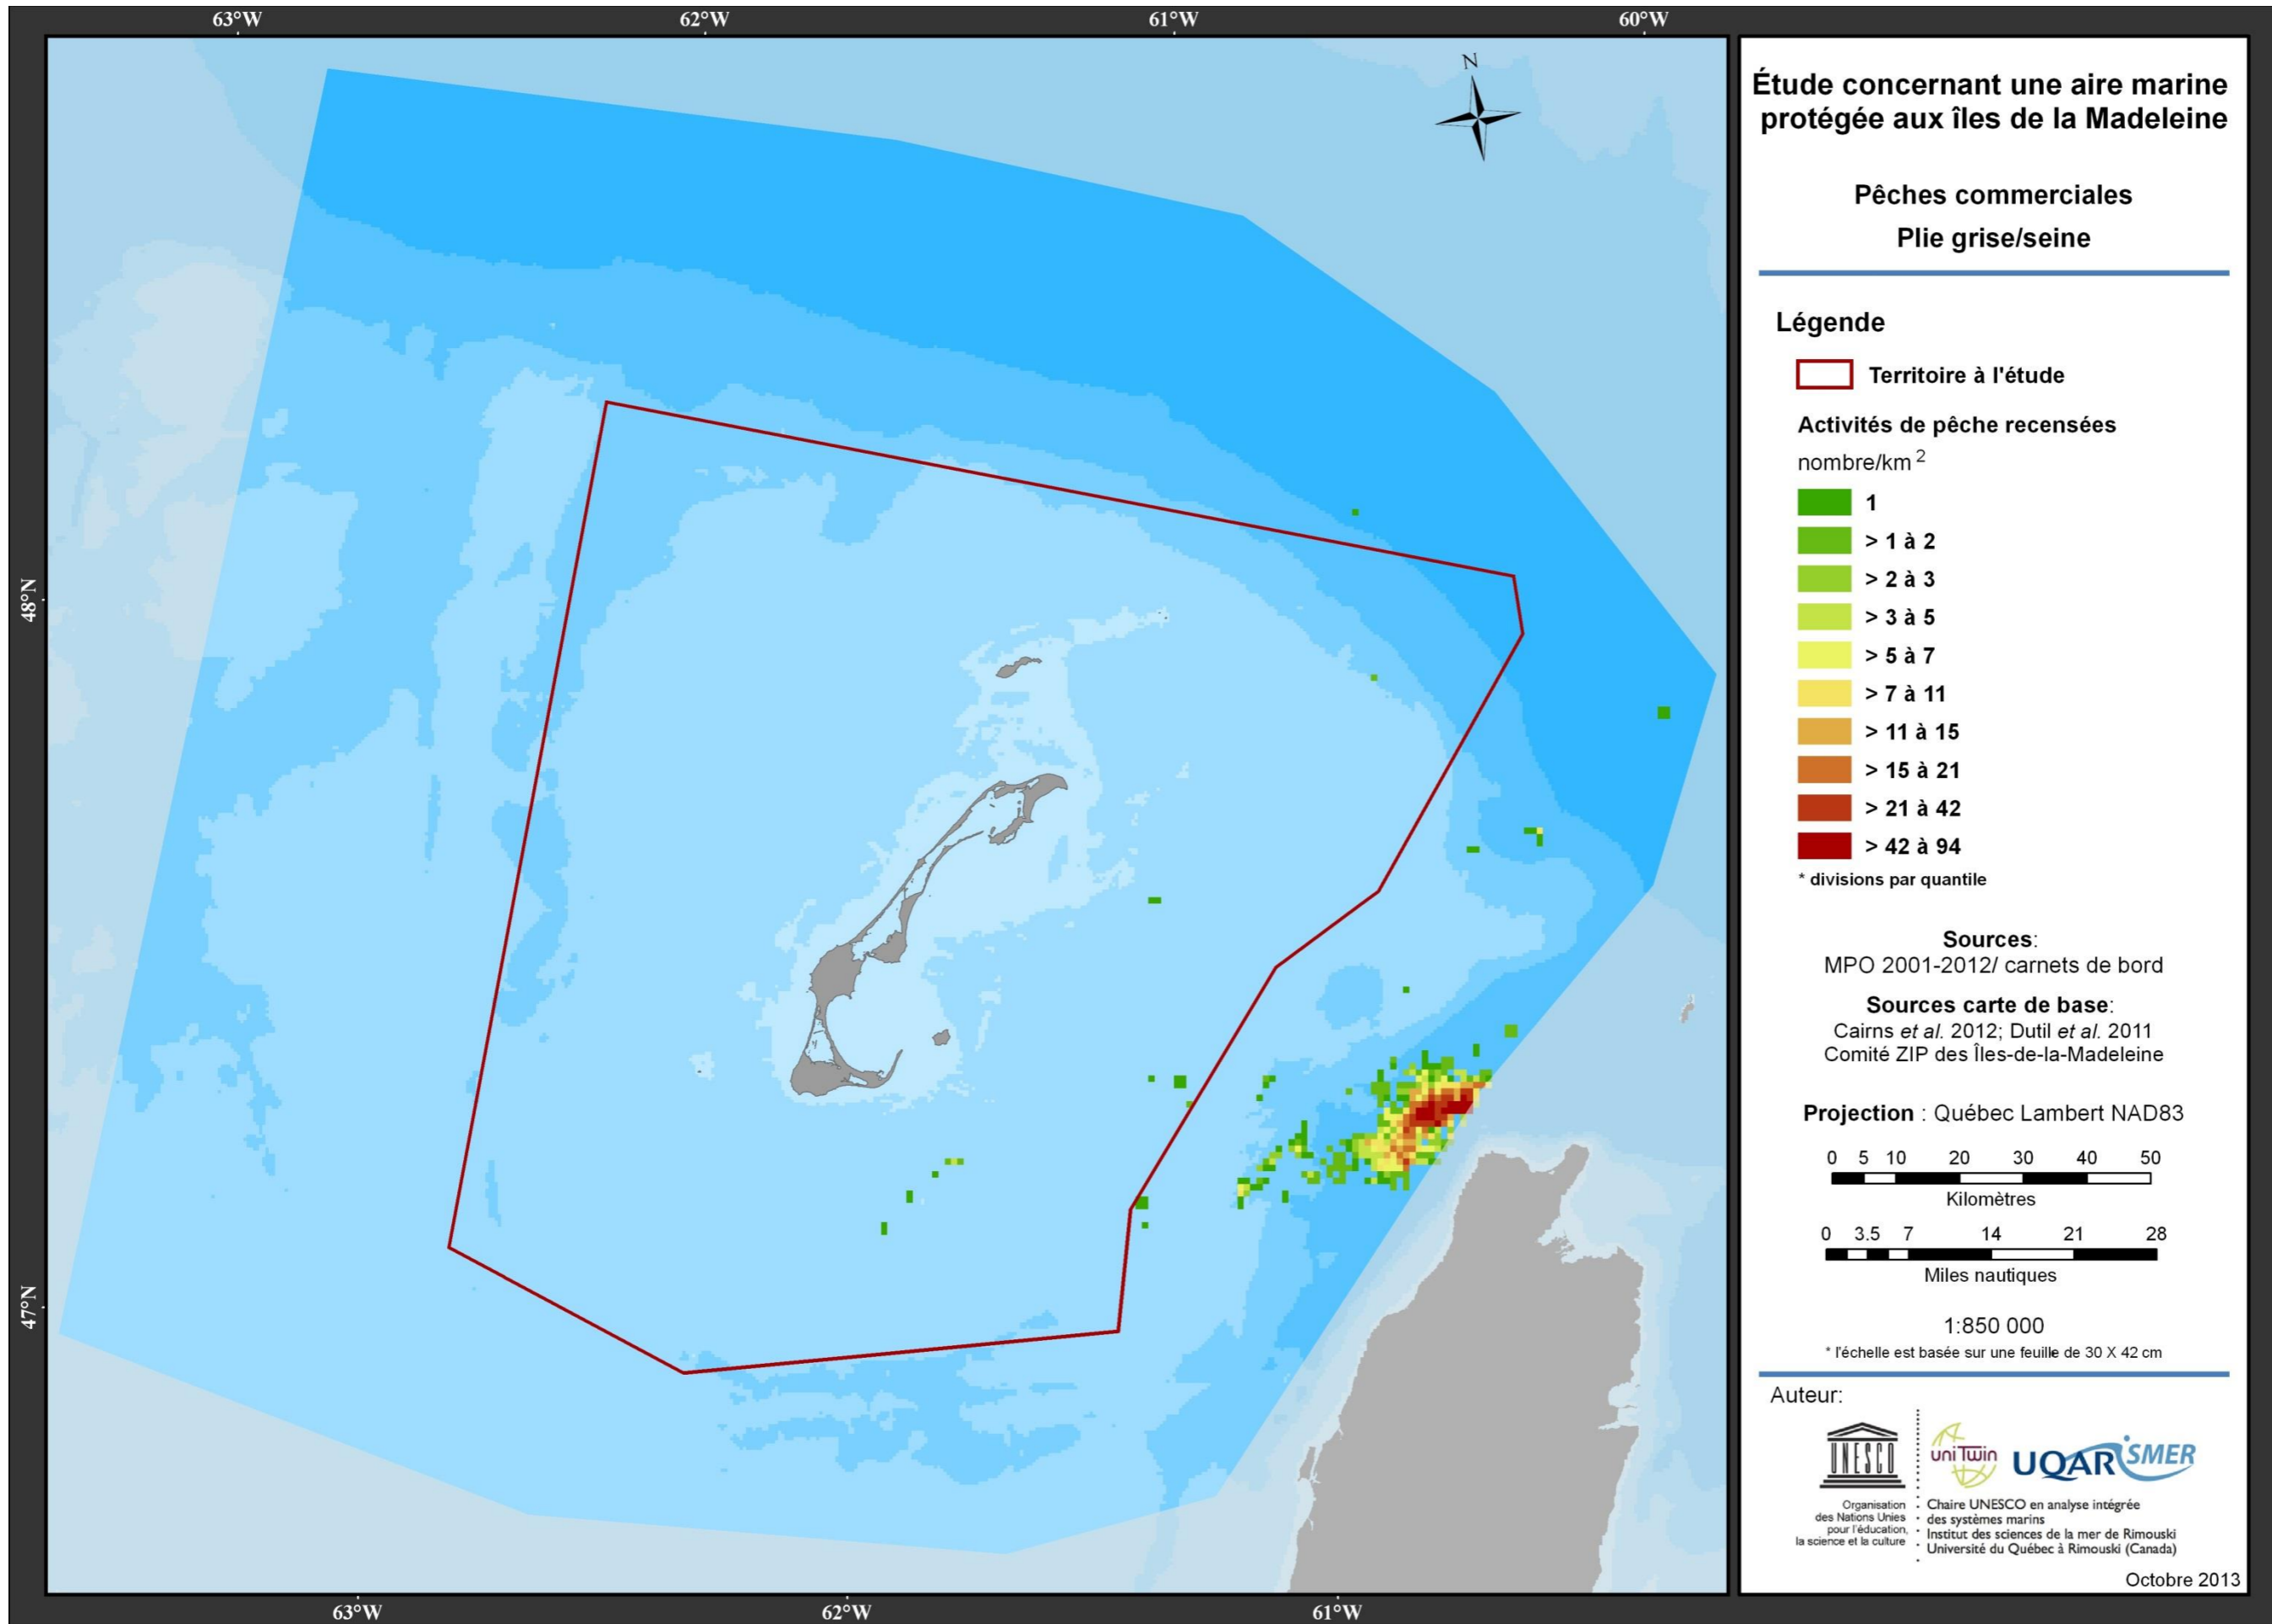 63°W
62°W
61°W
60°W
N
48°N
47°N
63°W
62°W
61°W
Étude concernant une aire marine
protégée aux îles de la Madeleine
Pêches commerciales
Plie grise/seine
Légende
Territoire à l'étude
Activités de pêche recensées
nombre/km 2
1
> 1 à 2
> 2 à 3
> 3 à 5
> 5 à 7
> 7 à 11
> 11 à 15
> 15 à 21
> 21 à 42
> 42 à 94
* divisions par quantile
Sources:
MPO 2001-2012/ carnets de bord
Sources carte de base:
Cairns et al. 2012; Dutil et al. 2011
Comité ZIP des Îles-de-la-Madeleine
Projection : Québec Lambert NAD83
0 5 10 20 30 40 50
Kilomètres
0 3.5 7 14 21 28
Miles nautiques
1:850 000
* l'échelle est basée sur une feuille de 30 X 42 cm
Auteur:
UNESCO
uniTwin
UQAR
iSMER
Organisation
des Nations Unies
pour l'éducation,
la science et la culture
Chaire UNESCO en analyse intégrée
des systèmes marins
Institut des sciences de la mer de Rimouski
Université du Québec à Rimouski (Canada)
Octobre 2013